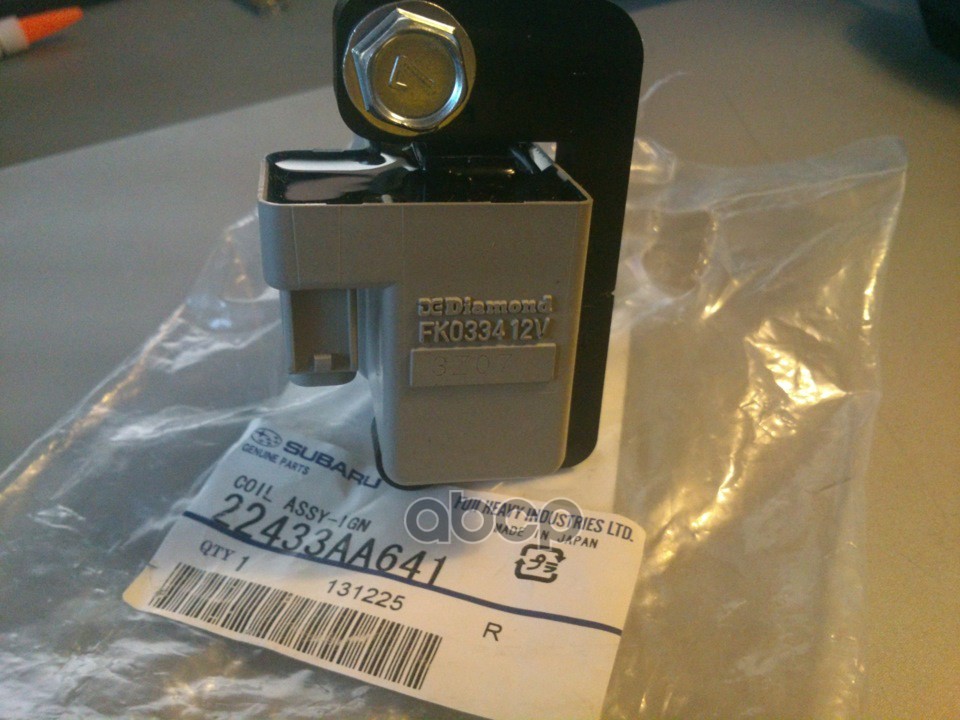 Diamond
FK0334 12V
SUBARU
GENUINE PARTS
COIL ASSY-IGN
22433AA641
FUJI HEAVY INDUSTRIES LTD.
MADE IN JAPAN
QTY 1
131225
R